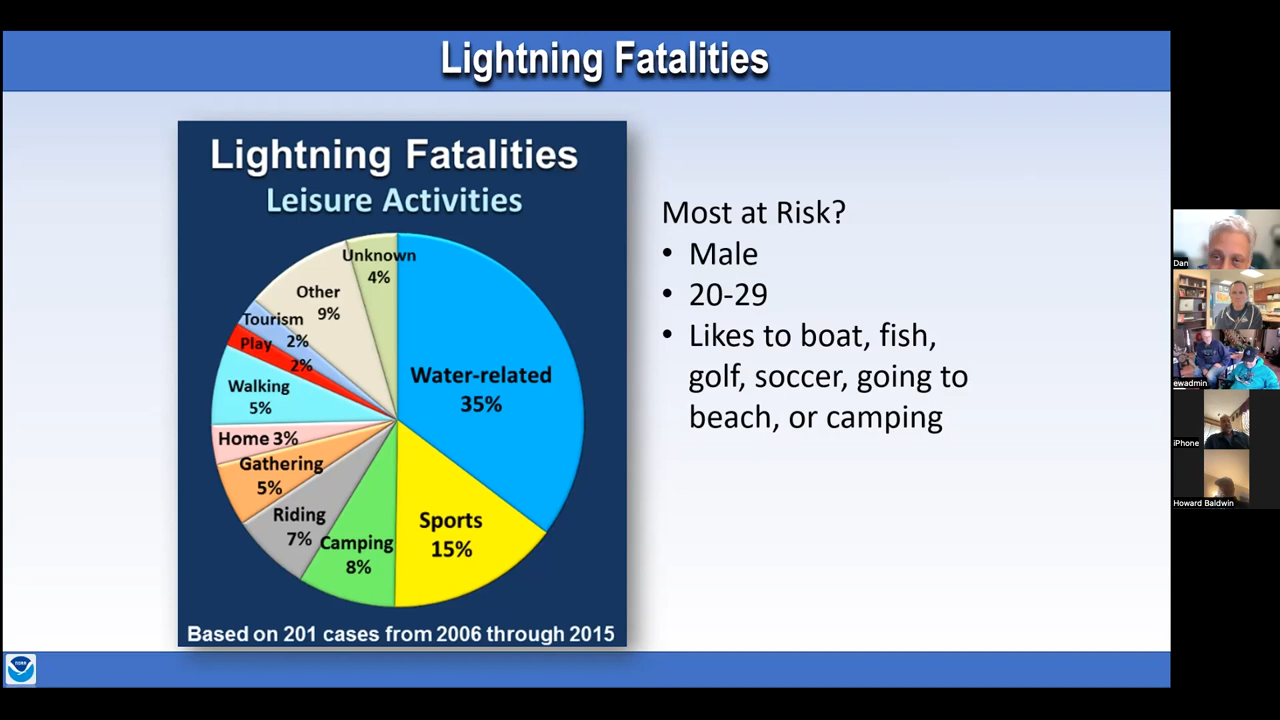 Lightning Fatalities
Lightning Fatalities
Leisure Activities
Unknown
4%
Other
9%
Tourism
2%
Play
2%
Walking
5%
Home 3%
Gathering
5%
Riding
7%
Camping
8%
Sports
15%
Water-related
35%
Based on 201 cases from 2006 through 2015
Most at Risk?
• Male
• 20-29
• Likes to boat, fish,
golf, soccer, going to
beach, or camping
Dan
ewadmin
iPhone
Howard Baldwin
NOAA